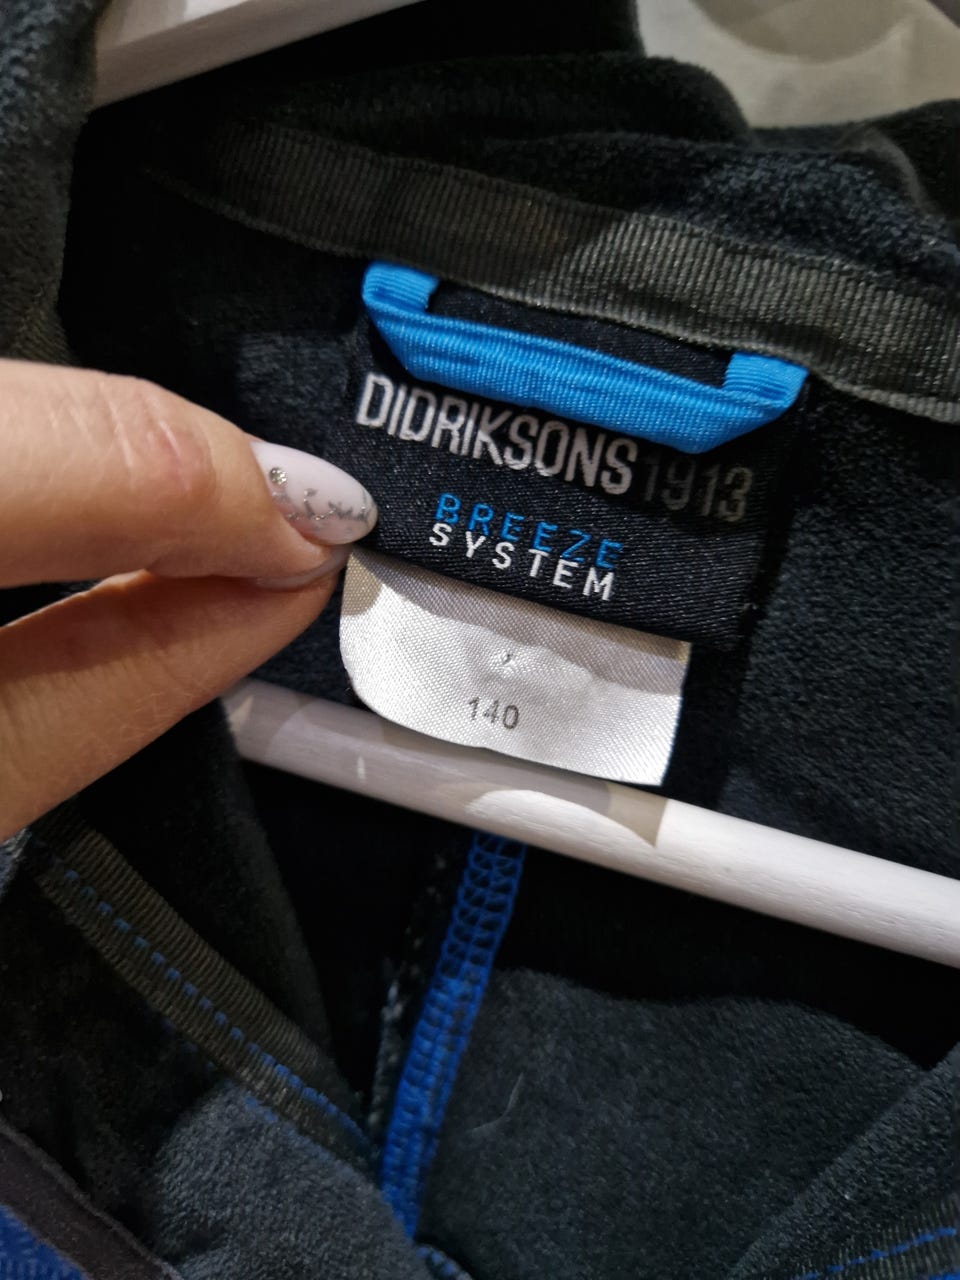 DIDRIKSONS1913
BREEZE
SYSTEM
140